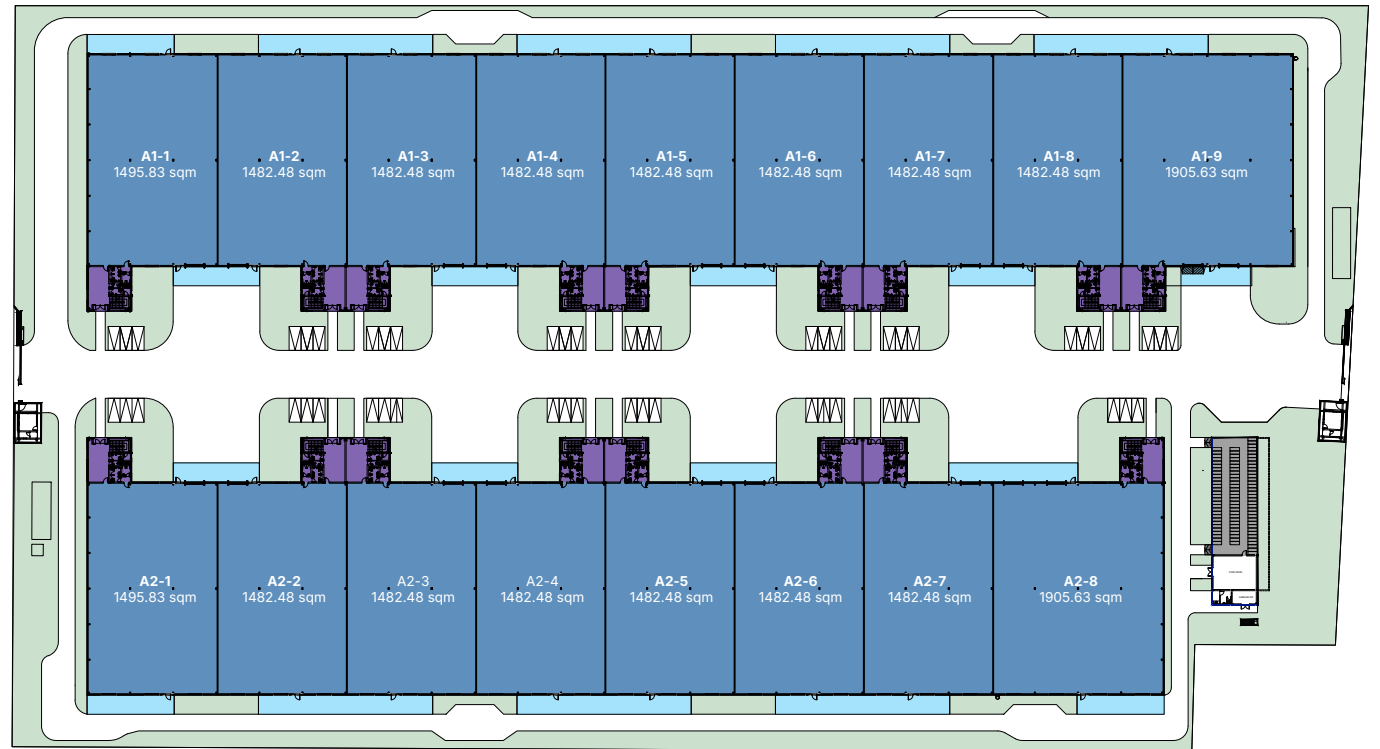 A1-1
1495.83 sqm
A1-2
1482.48 sqm
A1-3
1482.48 sqm
A1-4
1482.48 sqm
A1-5
1482.48 sqm
A1-6
1482.48 sqm
A1-7
1482.48 sqm
A1-8
1482.48 sqm
A1-9
1905.63 sqm
A2-1
1495.83 sqm
A2-2
1482.48 sqm
A2-3
1482.48 sqm
A2-4
1482.48 sqm
A2-5
1482.48 sqm
A2-6
1482.48 sqm
A2-7
1482.48 sqm
A2-8
1905.63 sqm